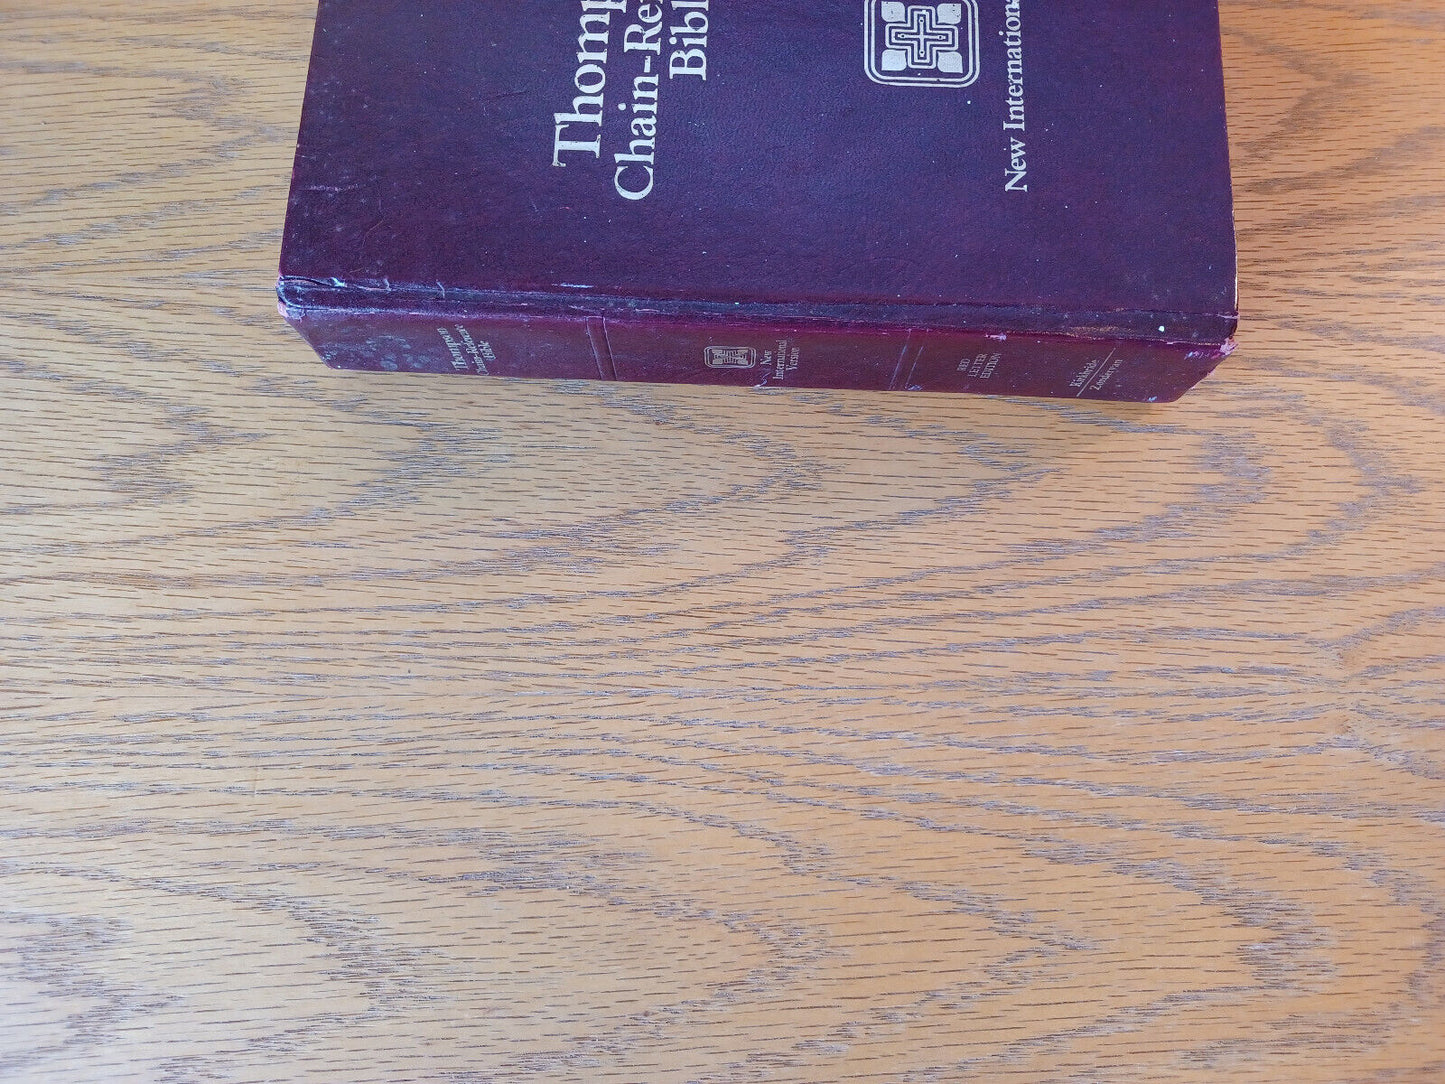 Thomp
Chain-Re
Bibl
New Internationa
Thompson
Chain-Reference
Bible
New
International
Version
RED
LETTER
EDITION
Kirkbride
Zondervan